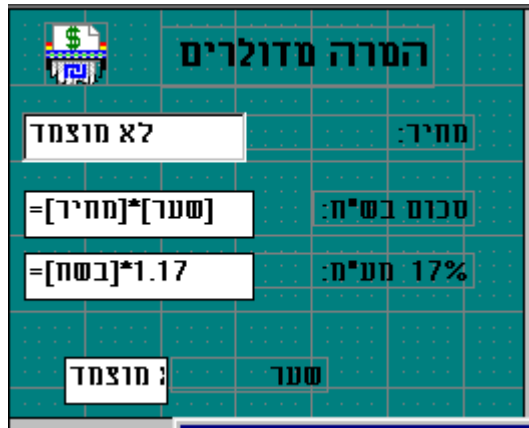 $
₪
המרה מדולרים
מחיר: לא מוצמד
סכום בש"ח: =[מחיר]*[שער]
17% מע"מ: =[בשח]*1.17
שער מוצמד